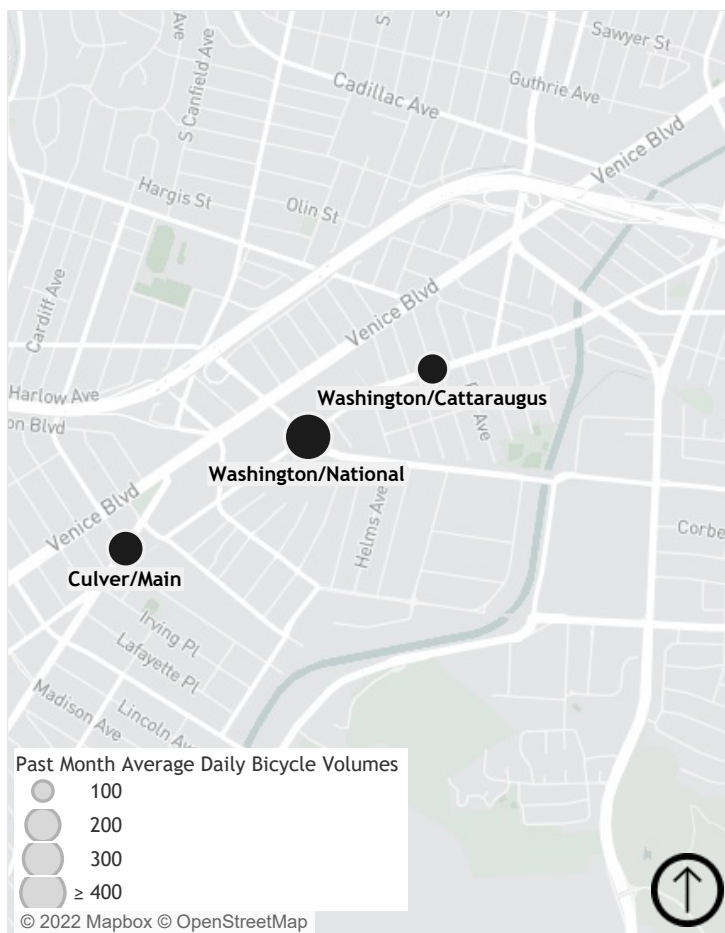 S
S
Ave
S Canfield Ave
Sawyer St
Cadillac Ave
Guthrie Ave
Venice Blvd
Hargis St
Olin St
Cardiff Ave
Venice Blvd
Harlow Ave
on Blvd
Washington/Cattaraugus
Ave
Washington/National
Venice Blvd
Helms Ave
Corbe
Culver/Main
Irving Pl
Lafayette Pl
Madison Ave
Lincoln Av
Past Month Average Daily Bicycle Volumes
100
200
300
≥ 400
© 2022 Mapbox © OpenStreetMap